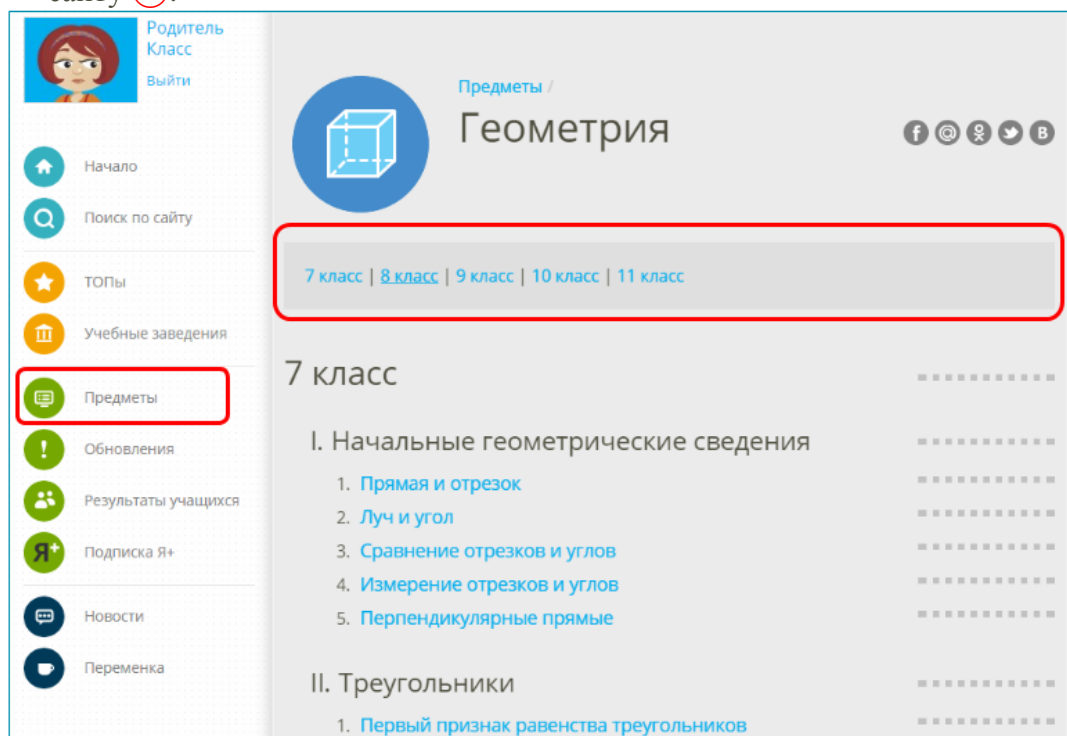 сайту
Родитель
Класс
Выйти
Начало
Поиск по сайту
ТОПы
Учебные заведения
Предметы
Обновления
Результаты учащихся
Я+
Подписка Я+
Новости
Переменка
Предметы /
Геометрия
7 класс | 8 класс | 9 класс | 10 класс | 11 класс
7 класс
I. Начальные геометрические сведения
1. Прямая и отрезок
2. Луч и угол
3. Сравнение отрезков и углов
4. Измерение отрезков и углов
5. Перпендикулярные прямые
II. Треугольники
1. Первый признак равенства треугольников